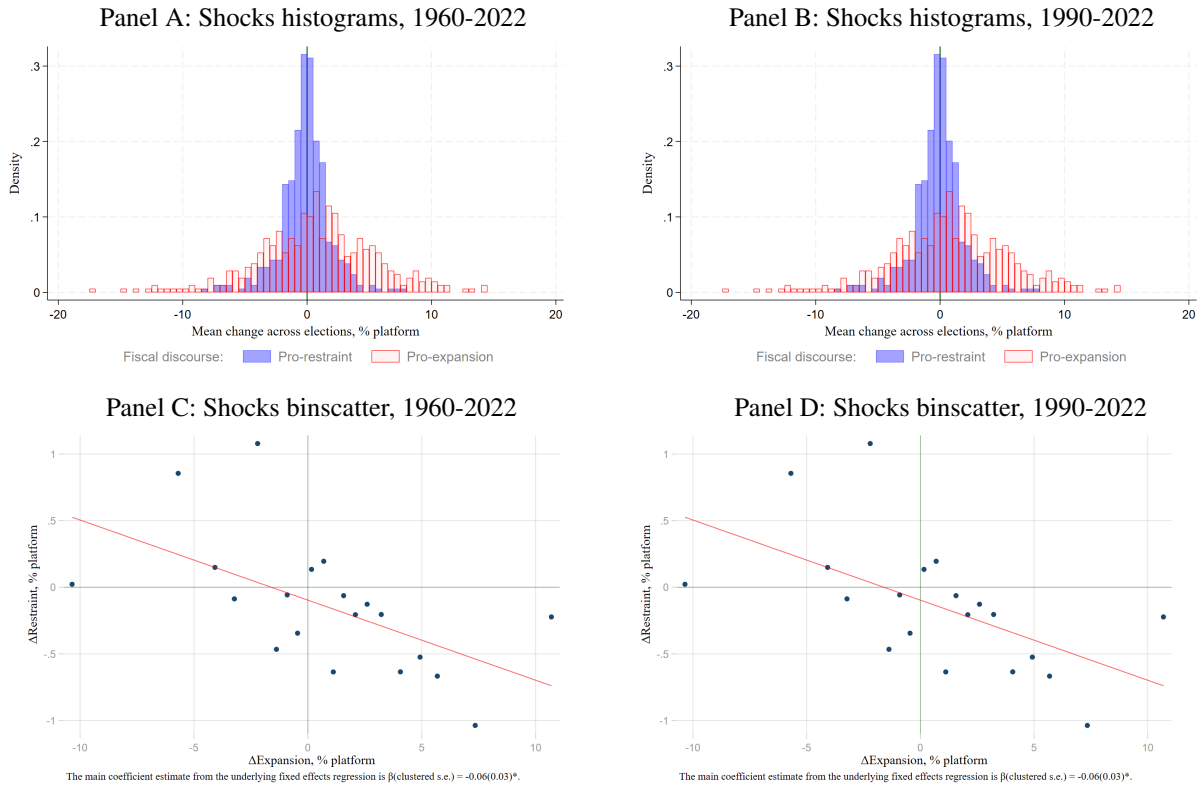 Panel A: Shocks histograms, 1960-2022
Density
.3
.2
.1
0
-20
-10
0
10
20
Mean change across elections, % platform
Fiscal discourse: Pro-restraint Pro-expansion
Panel B: Shocks histograms, 1990-2022
Density
.3
.2
.1
0
-20
-10
0
10
20
Mean change across elections, % platform
Fiscal discourse: Pro-restraint Pro-expansion
Panel C: Shocks binscatter, 1960-2022
ΔRestraint, % platform
1
.5
0
-.5
-1
-10
-5
0
5
10
ΔExpansion, % platform
The main coefficient estimate from the underlying fixed effects regression is β(clustered s.e.) = -0.06(0.03)*.
Panel D: Shocks binscatter, 1990-2022
ΔRestraint, % platform
1
.5
0
-.5
-1
-10
-5
0
5
10
ΔExpansion, % platform
The main coefficient estimate from the underlying fixed effects regression is β(clustered s.e.) = -0.06(0.03)*.